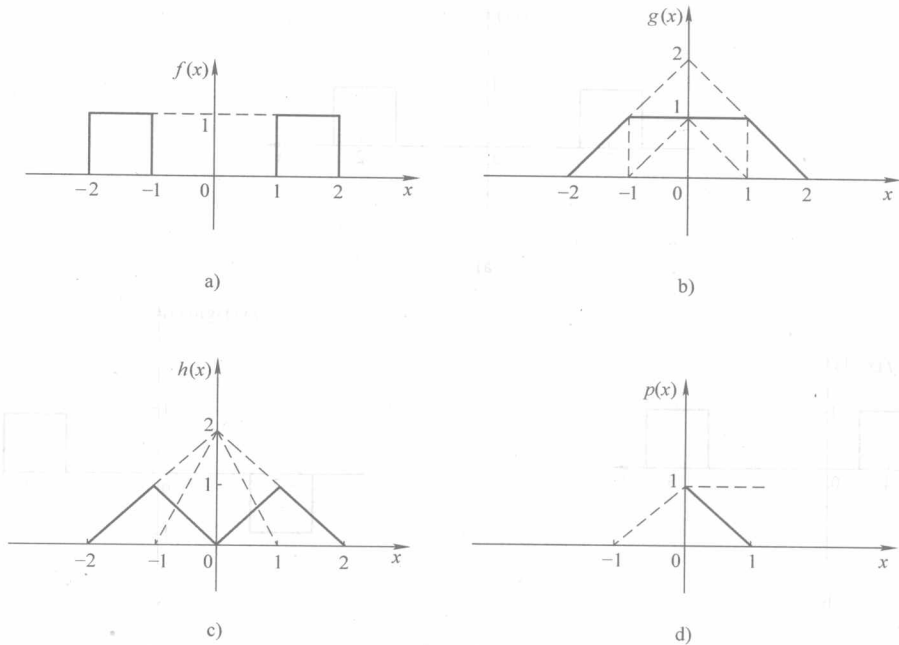 f(x)
1
−2 −1 0 1 2 x
a)
g(x)
2
1
−2 −1 0 1 2 x
b)
h(x)
2
1
−2 −1 0 1 2 x
c)
p(x)
1
−1 0 1 x
d)